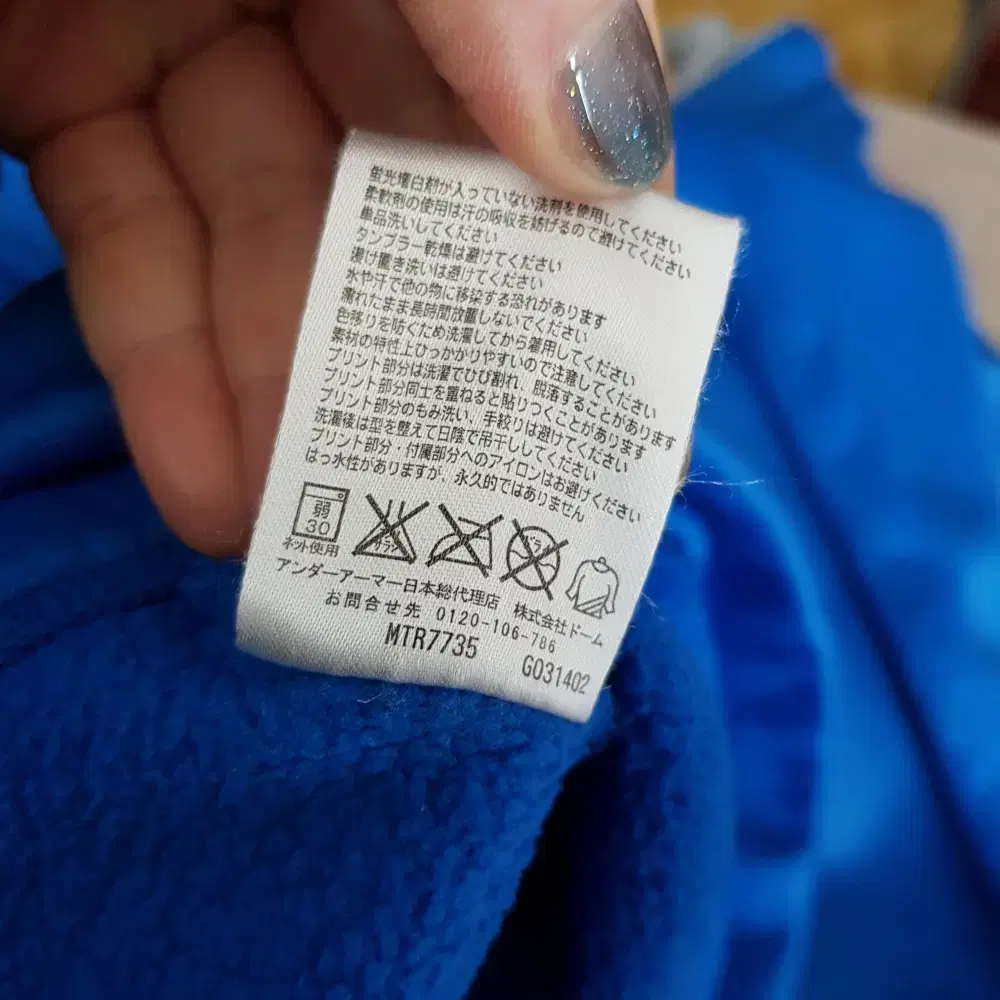 蛍光増白剤が入っていない洗剤を使用してください
柔軟剤の使用は汗の吸収を妨げるので避けてください
単品洗いしてください
タンブラー乾燥は避けてください
漬け置き洗いは避けてください
水や汗で他の物に移染する恐れがあります
濡れたまま長時間放置しないでください
色移りを防ぐため洗濯してから着用してください
素材の特性上ひっかかりやすいので注意してください
プリント部分は洗濯でひび割れ、脱落することがあります
プリント部分同士を重ねると貼りつくことがあります
プリント部分のもみ洗い、手絞りは避けてください
洗濯後は型を整えて日陰で吊干ししてください
プリント部分・付属部分へのアイロンはお避けください
はっ水性がありますが、永久的ではありません
弱
30
ネット使用
エンソ
サラシ
ドライ
アンダーアーマー日本総代理店 株式会社ドーム
お問合せ先 0120-106-786
MTR7735 G031402